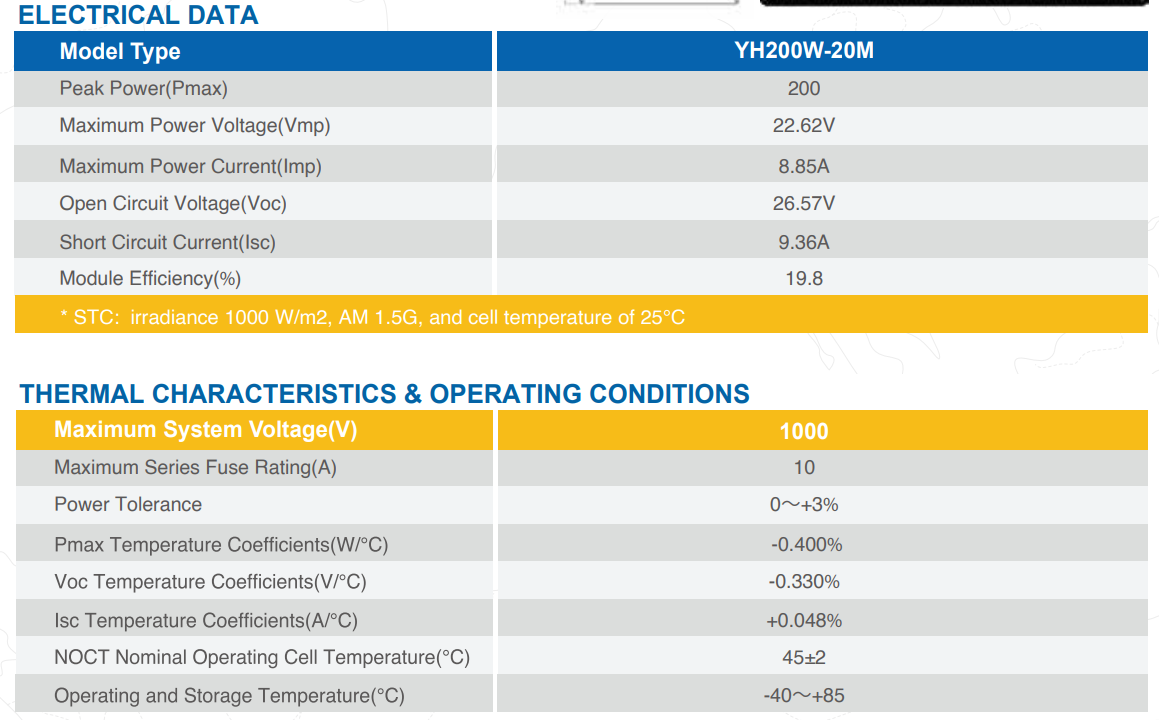 ELECTRICAL DATA
Model Type YH200W-20M
Peak Power(Pmax) 200
Maximum Power Voltage(Vmp) 22.62V
Maximum Power Current(Imp) 8.85A
Open Circuit Voltage(Voc) 26.57V
Short Circuit Current(Isc) 9.36A
Module Efficiency(%) 19.8
* STC: irradiance 1000 W/m2, AM 1.5G, and cell temperature of 25°C
THERMAL CHARACTERISTICS & OPERATING CONDITIONS
Maximum System Voltage(V) 1000
Maximum Series Fuse Rating(A) 10
Power Tolerance 0～+3%
Pmax Temperature Coefficients(W/°C) -0.400%
Voc Temperature Coefficients(V/°C) -0.330%
Isc Temperature Coefficients(A/°C) +0.048%
NOCT Nominal Operating Cell Temperature(°C) 45±2
Operating and Storage Temperature(°C) -40～+85